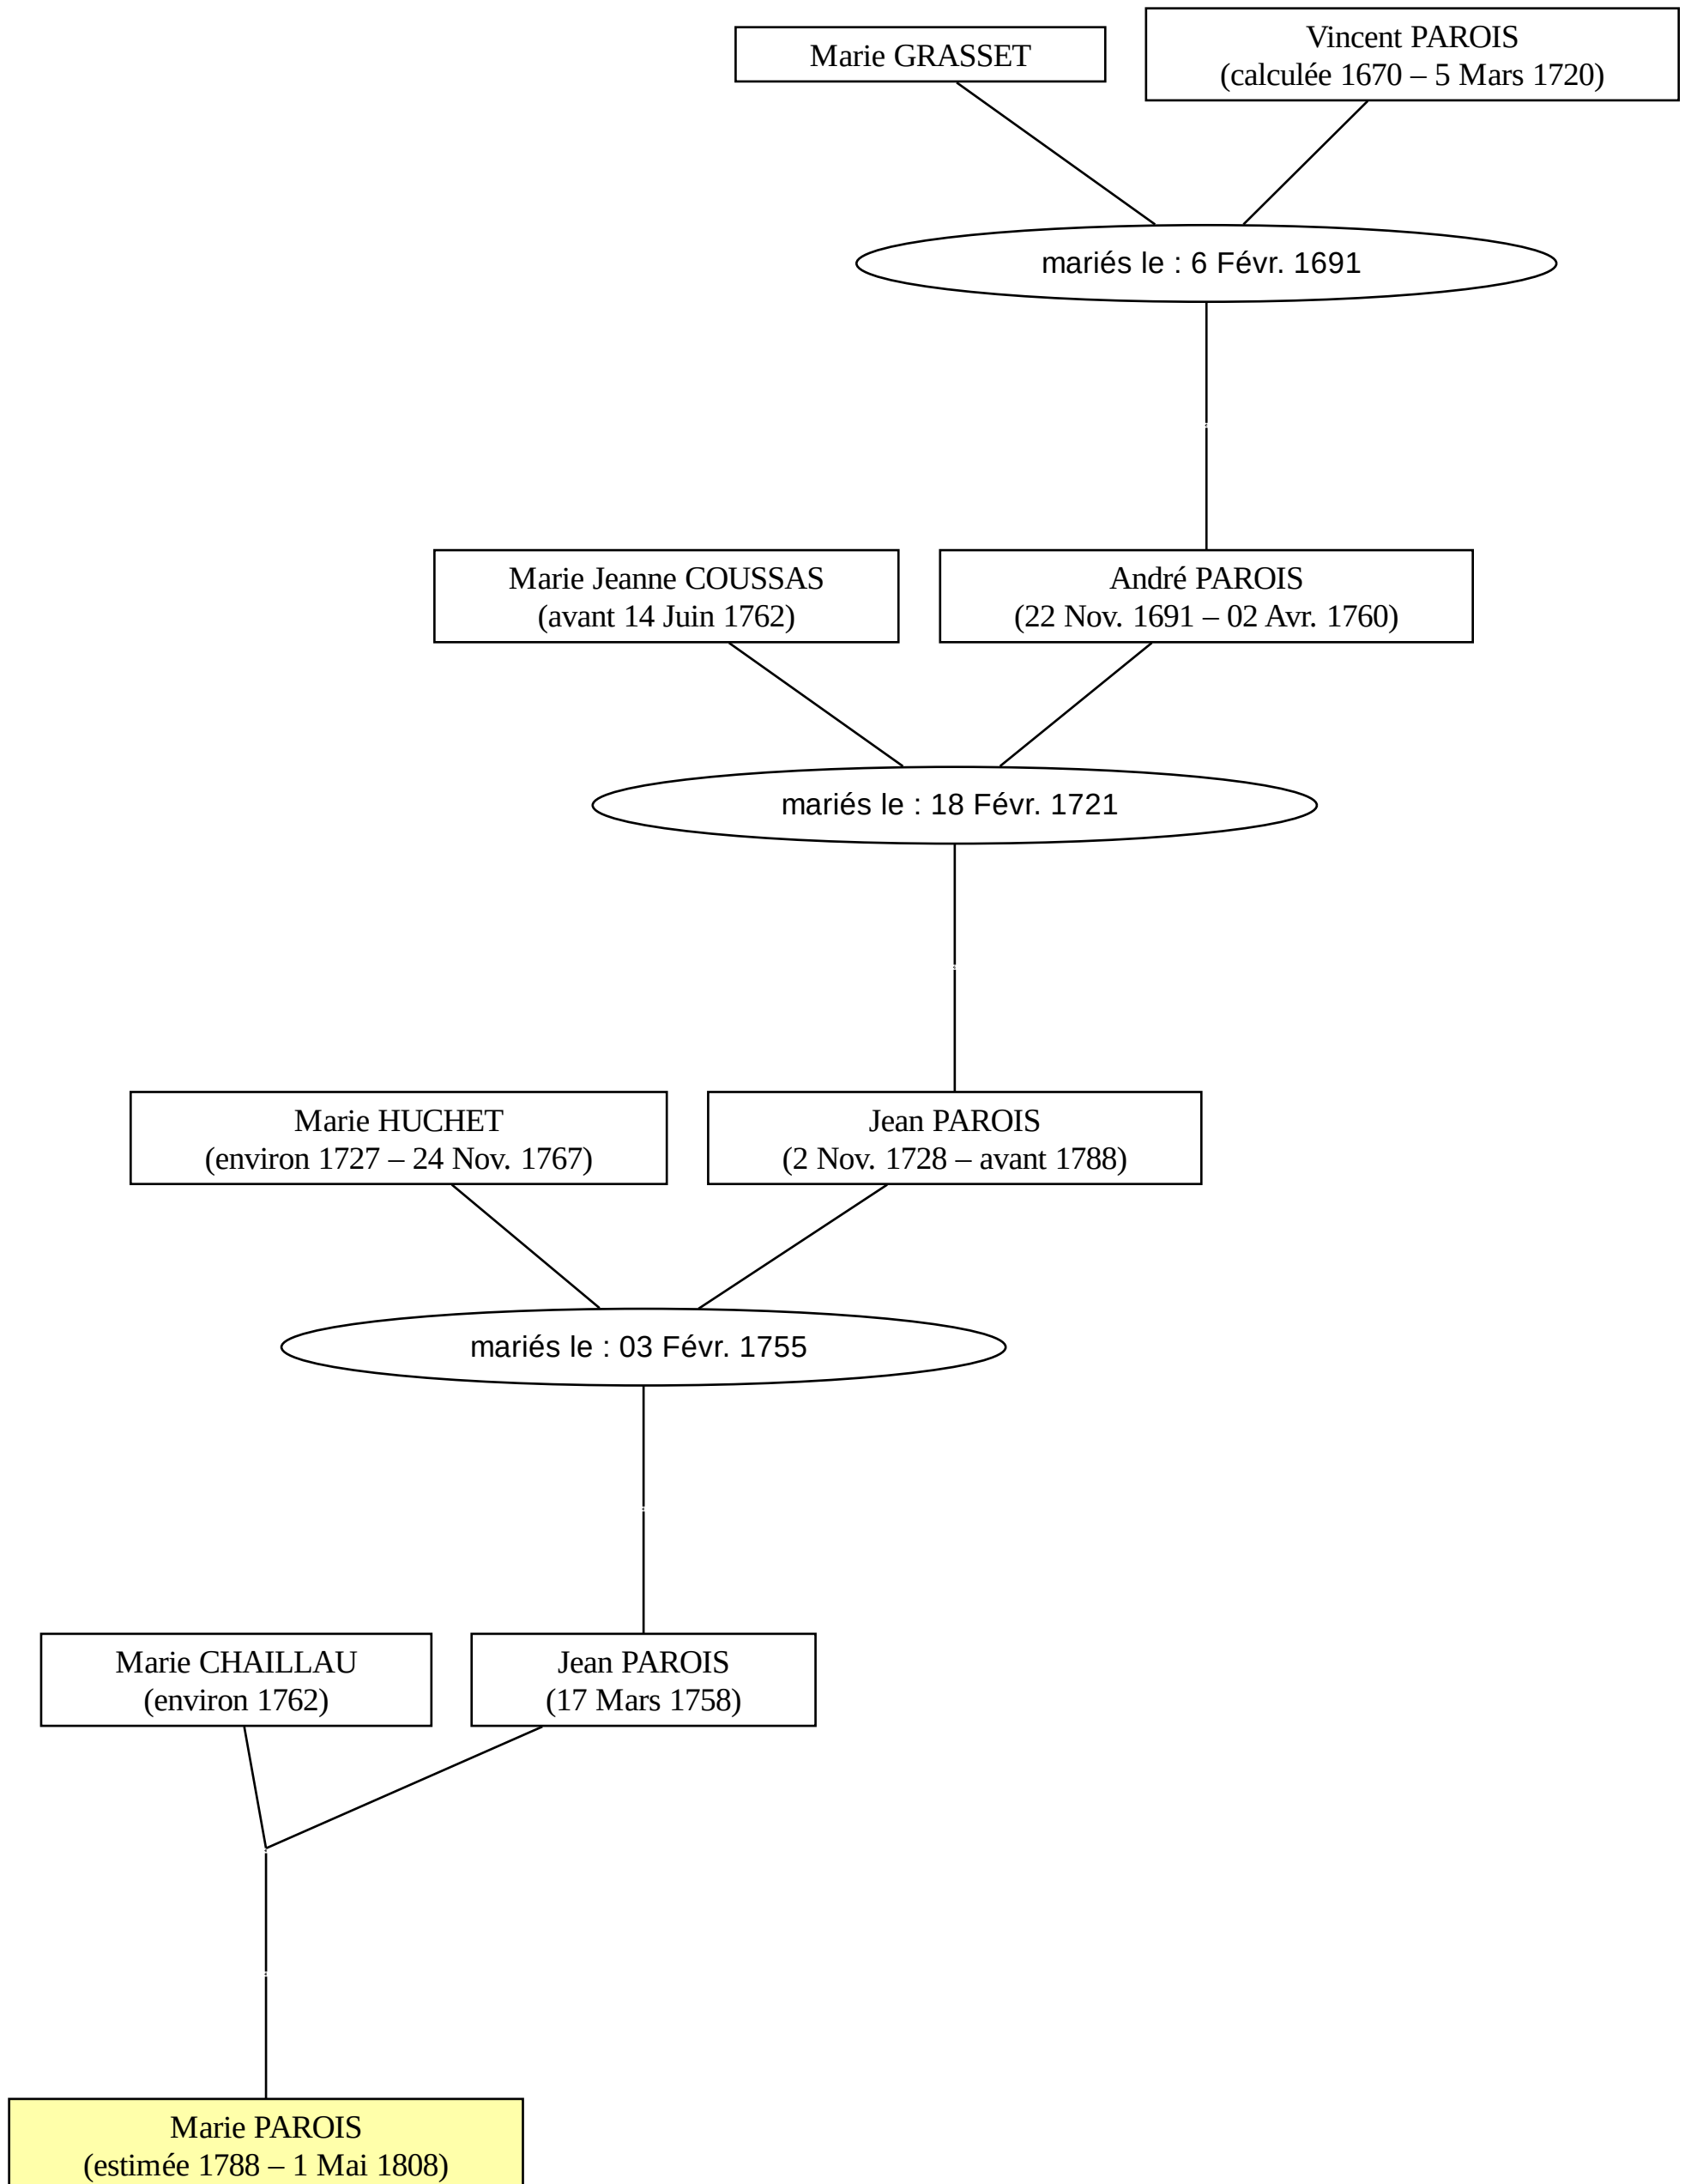 Marie GRASSET
Vincent PAROIS
(calculée 1670 – 5 Mars 1720)
mariés le : 6 Févr. 1691
Marie Jeanne COUSSAS
(avant 14 Juin 1762)
André PAROIS
(22 Nov. 1691 – 02 Avr. 1760)
mariés le : 18 Févr. 1721
Marie HUCHET
(environ 1727 – 24 Nov. 1767)
Jean PAROIS
(2 Nov. 1728 – avant 1788)
mariés le : 03 Févr. 1755
Marie CHAILLAU
(environ 1762)
Jean PAROIS
(17 Mars 1758)
Marie PAROIS
(estimée 1788 – 1 Mai 1808)